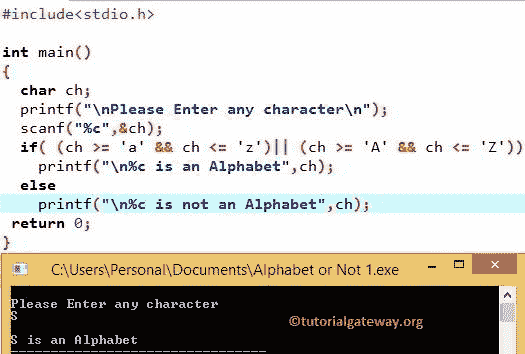 #include<stdio.h>
int main()
{
char ch;
printf("\nPlease Enter any character\n");
scanf("%c",&ch);
if( (ch >= 'a' && ch <= 'z')|| (ch >= 'A' && ch <= 'Z'))
printf("\n%c is an Alphabet",ch);
else
printf("\n%c is not an Alphabet",ch);
return 0;
}
C:\Users\Personal\Documents\Alphabet or Not 1.exe
Please Enter any character
S
©tutorialgateway.org
S is an Alphabet
--------------------------------